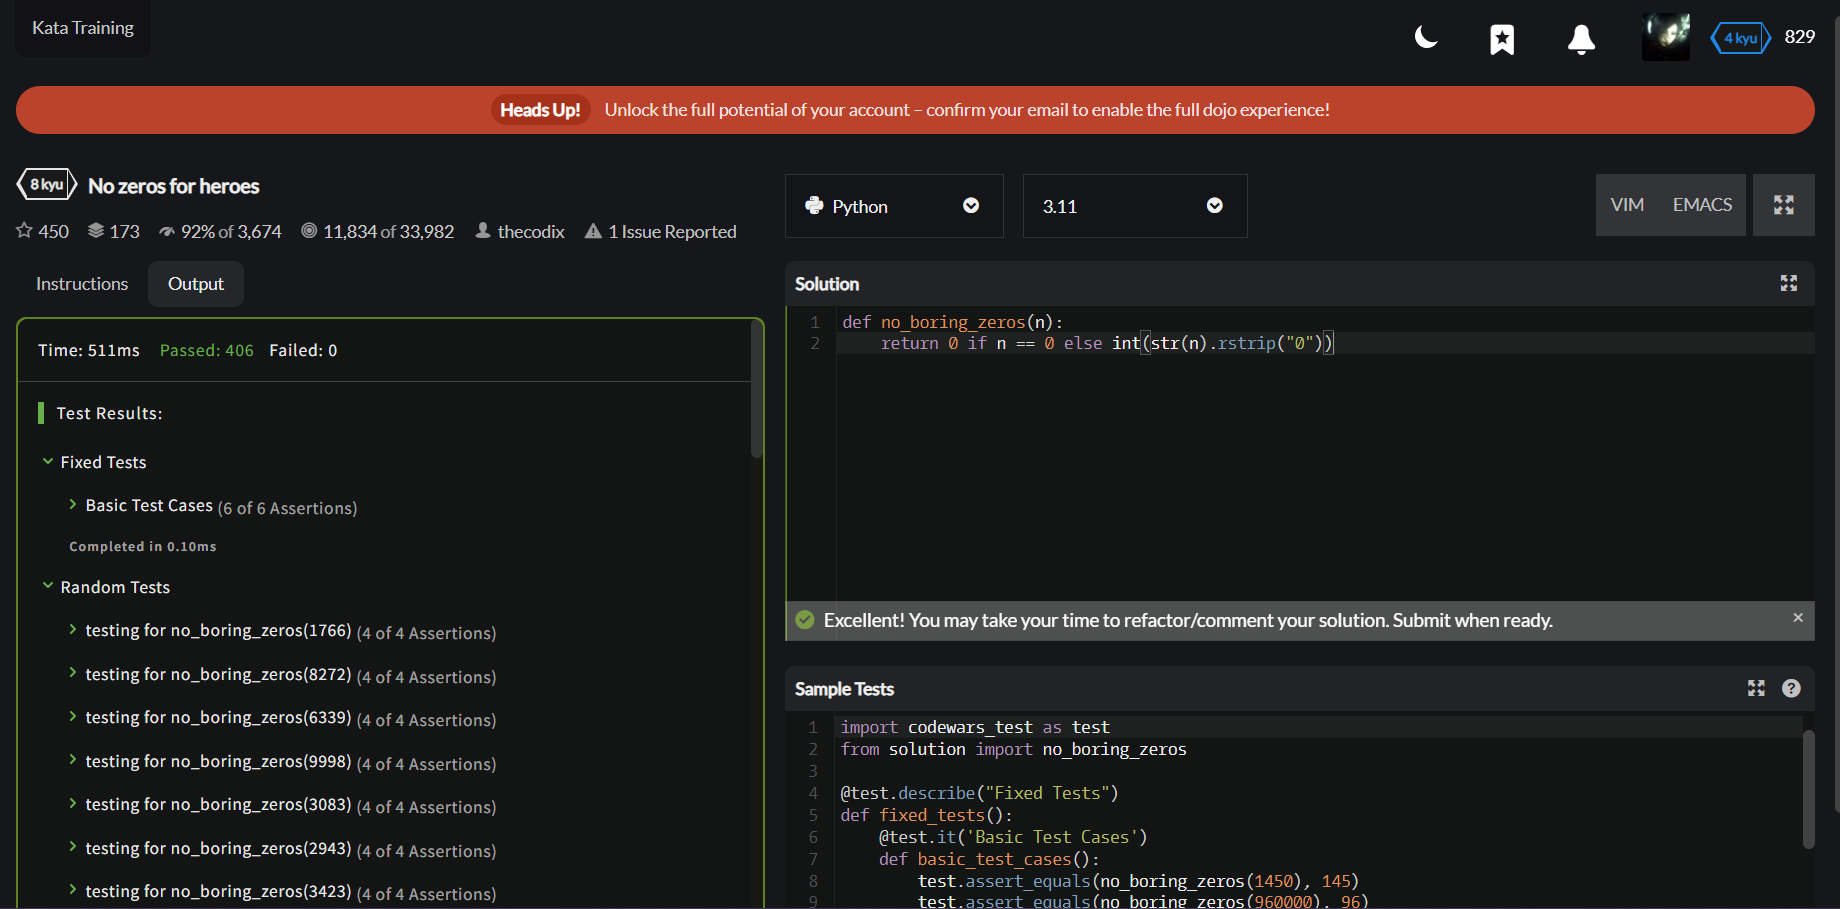 Kata Training
4 kyu 829
Heads Up! Unlock the full potential of your account – confirm your email to enable the full dojo experience!
8 kyu No zeros for heroes
450 173 92% of 3,674 11,834 of 33,982 thecodix 1 Issue Reported
Python 3.11 VIM EMACS
Instructions Output
Time: 511ms Passed: 406 Failed: 0
Test Results:
Fixed Tests
Basic Test Cases (6 of 6 Assertions)
Completed in 0.10ms
Random Tests
testing for no_boring_zeros(1766) (4 of 4 Assertions)
testing for no_boring_zeros(8272) (4 of 4 Assertions)
testing for no_boring_zeros(6339) (4 of 4 Assertions)
testing for no_boring_zeros(9998) (4 of 4 Assertions)
testing for no_boring_zeros(3083) (4 of 4 Assertions)
testing for no_boring_zeros(2943) (4 of 4 Assertions)
testing for no_boring_zeros(3423) (4 of 4 Assertions)
Solution
1 def no_boring_zeros(n):
2 return 0 if n == 0 else int(str(n).rstrip("0"))
Excellent! You may take your time to refactor/comment your solution. Submit when ready. ×
Sample Tests ?
1 import codewars_test as test
2 from solution import no_boring_zeros
3
4 @test.describe("Fixed Tests")
5 def fixed_tests():
6 @test.it('Basic Test Cases')
7 def basic_test_cases():
8 test.assert_equals(no_boring_zeros(1450), 145)
9 test.assert_equals(no_boring_zeros(960000), 96)